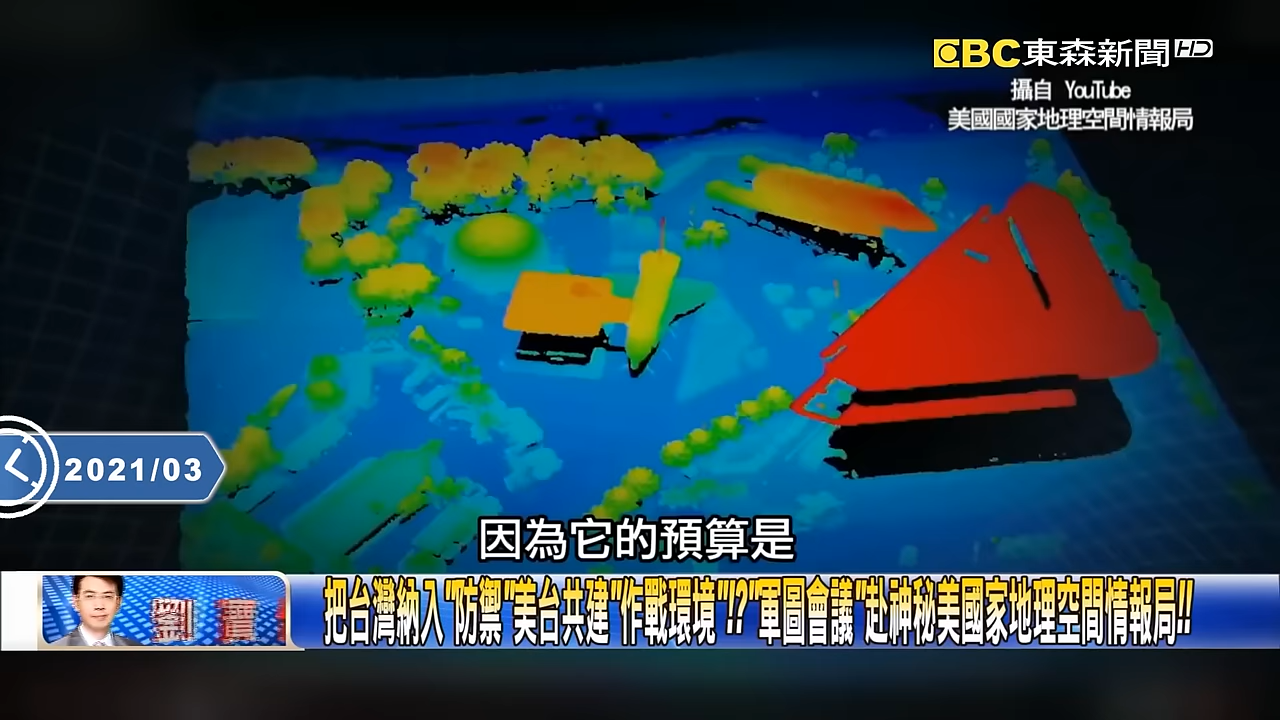 EBC東森新聞HD
攝自 YouTube
美國國家地理空間情報局
2021/03
因為它的預算是
劉寶
把台灣納入"防禦"美台共建"作戰環境"!?"軍圖會議"赴神秘美國家地理空間情報局!!